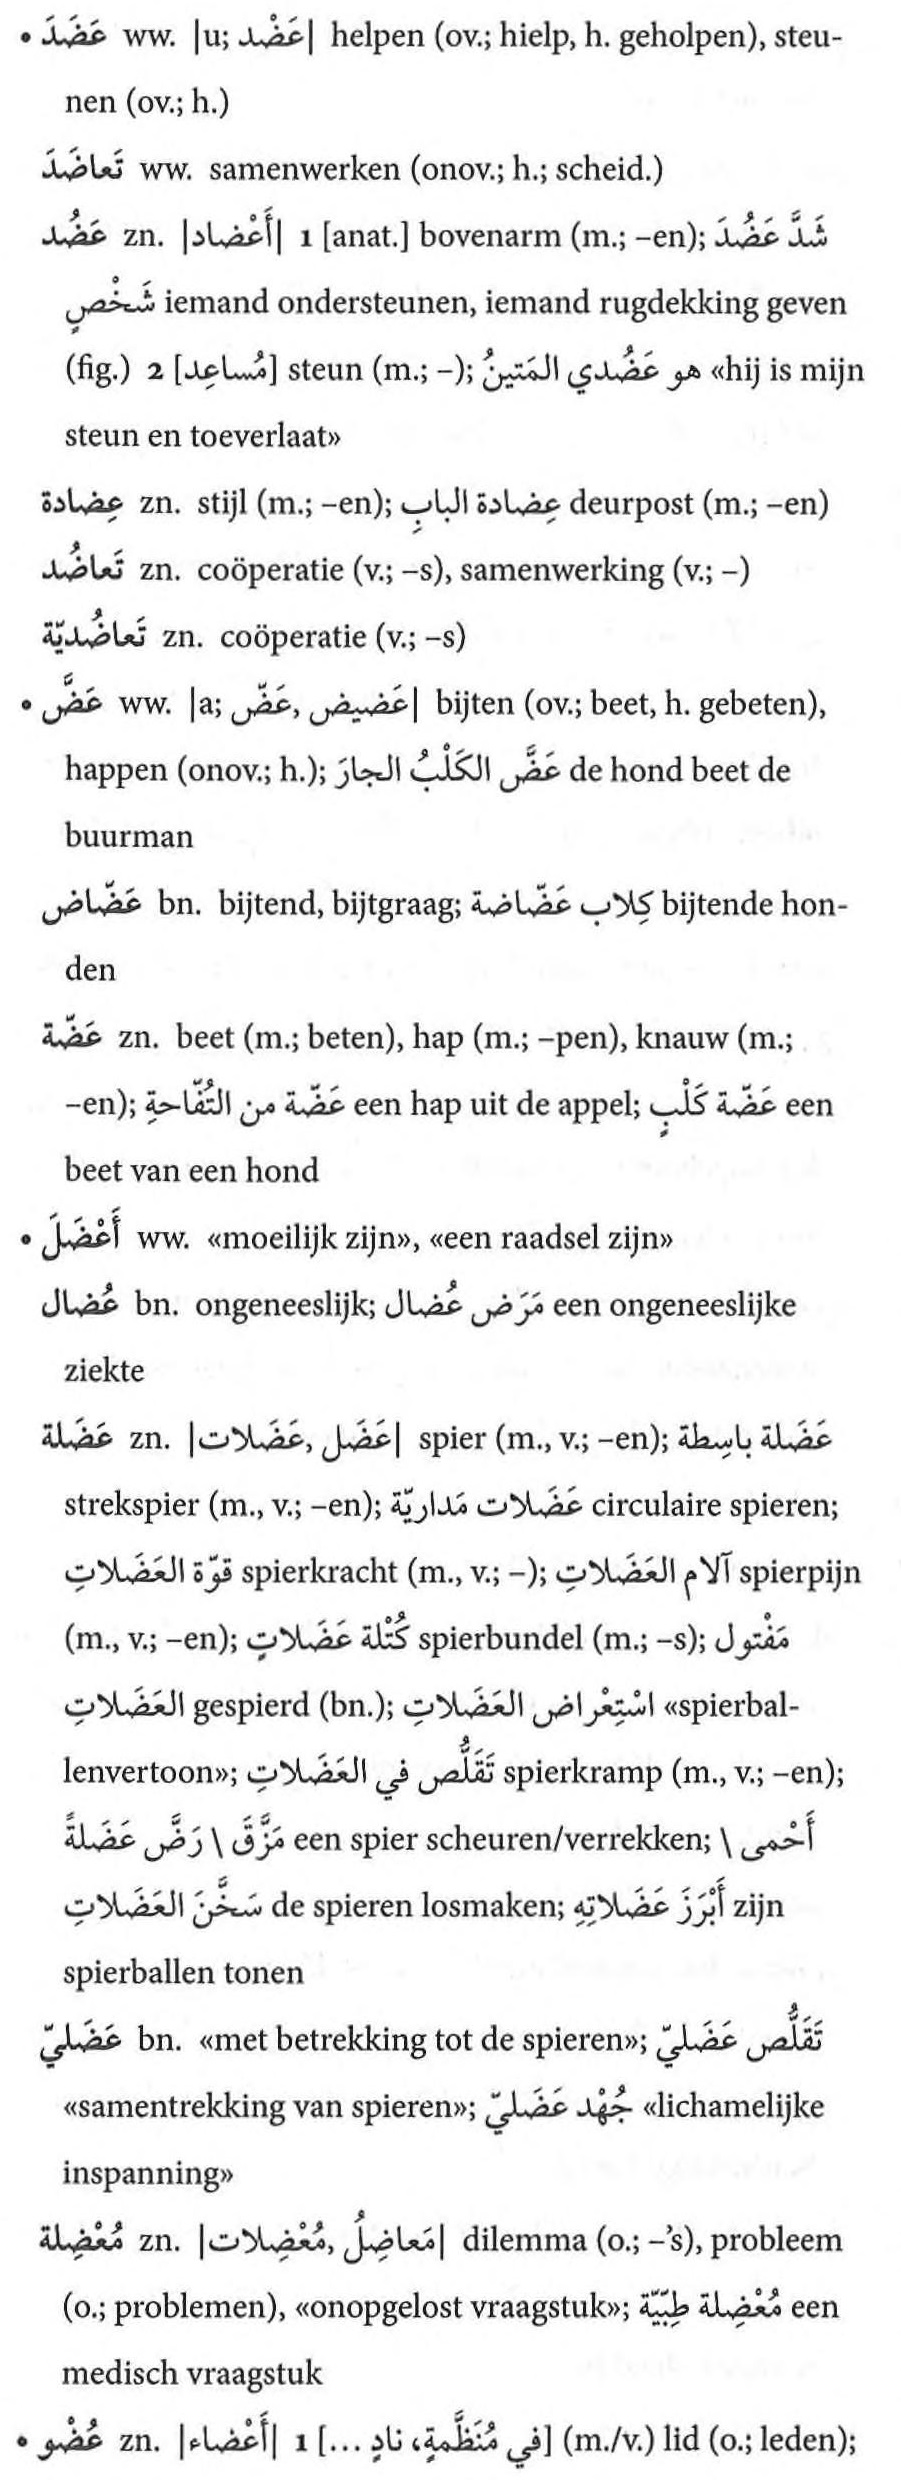 • عَضَدَ ww. |u; عَضْد| helpen (ov.; hielp, h. geholpen), steu-
nen (ov.; h.)
تَعاضَدَ ww. samenwerken (onov.; h.; scheid.)
عَضُد zn. |أَعْضاد| 1 [anat.] bovenarm (m.; –en); شَدَّ عَضُدَ
شَخْصٍ iemand ondersteunen, iemand rugdekking geven
(fig.) 2 [مُساعِد] steun (m.; –); هو عَضُدي المَتينُ «hij is mijn
steun en toeverlaat»
عِضادة zn. stijl (m.; –en); عِضادة البابِ deurpost (m.; –en)
تَعاضُد zn. coöperatie (v.; –s), samenwerking (v.; –)
تَعاضُديّة zn. coöperatie (v.; –s)
• عَضَّ ww. |a; عَضّ, عَضيض| bijten (ov.; beet, h. gebeten),
happen (onov.; h.); عَضَّ الكَلْبُ الجارَ de hond beet de
buurman
عَضّاض bn. bijtend, bijtgraag; كِلاب عَضّاضة bijtende hon-
den
عَضّة zn. beet (m.; beten), hap (m.; –pen), knauw (m.;
–en); عَضّة من التُفّاحةِ een hap uit de appel; عَضّة كَلْبٍ een
beet van een hond
• أَعْضَلَ ww. «moeilijk zijn», «een raadsel zijn»
عُضال bn. ongeneeslijk; مَرَض عُضال een ongeneeslijke
ziekte
عَضَلة zn. |عَضَل, عَضَلات| spier (m., v.; –en); عَضَلة باسِطة
strekspier (m., v.; –en); عَضَلات مَداريّة circulaire spieren;
قوّة العَضَلاتِ spierkracht (m., v.; –); آلام العَضَلاتِ spierpijn
(m., v.; –en); كُتْلة عَضَلاتٍ spierbundel (m.; –s); مَفْتول
العَضَلاتِ gespierd (bn.); اسْتِعْراض العَضَلاتِ «spierbal-
lenvertoon»; تَقَلُّص في العَضَلاتِ spierkramp (m., v.; –en);
مَزَّقَ \ رَضَّ عَضَلةً een spier scheuren/verrekken; أَحْمى \
سَخَّنَ العَضَلاتِ de spieren losmaken; أَبْرَزَ عَضَلاتِهِ zijn
spierballen tonen
عَضَليّ bn. «met betrekking tot de spieren»; تَقَلُّص عَضَليّ
«samentrekking van spieren»; جُهْد عَضَليّ «lichamelijke
inspanning»
مُعْضِلة zn. |مَعاضِلُ, مُعْضِلات| dilemma (o.; –’s), probleem
(o.; problemen), «onopgelost vraagstuk»; مُعْضِلة طِبّيّة een
medisch vraagstuk
• عُضْو zn. |أَعْضاء| 1 [في مُنَظَّمةٍ، نادٍ ...] (m./v.) lid (o.; leden);